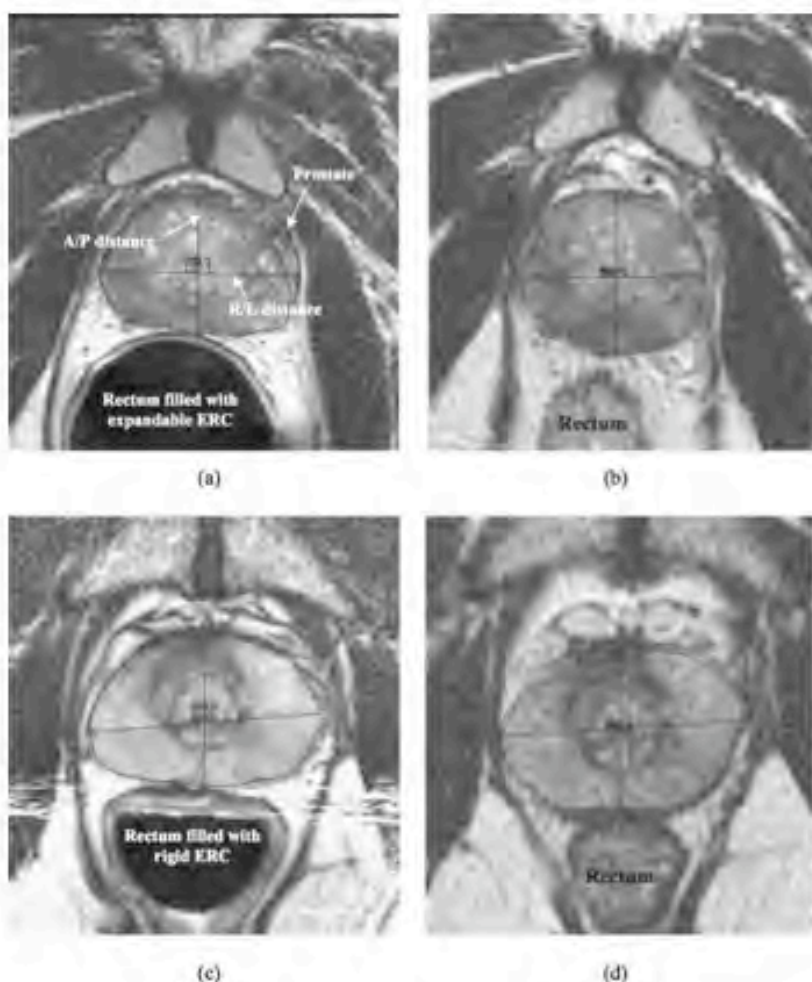 Prostate
A/P distance
R/L distance
Rectum filled with
expandable ERC
Rectum
(a)
(b)
Rectum filled with
rigid ERC
Rectum
(c)
(d)